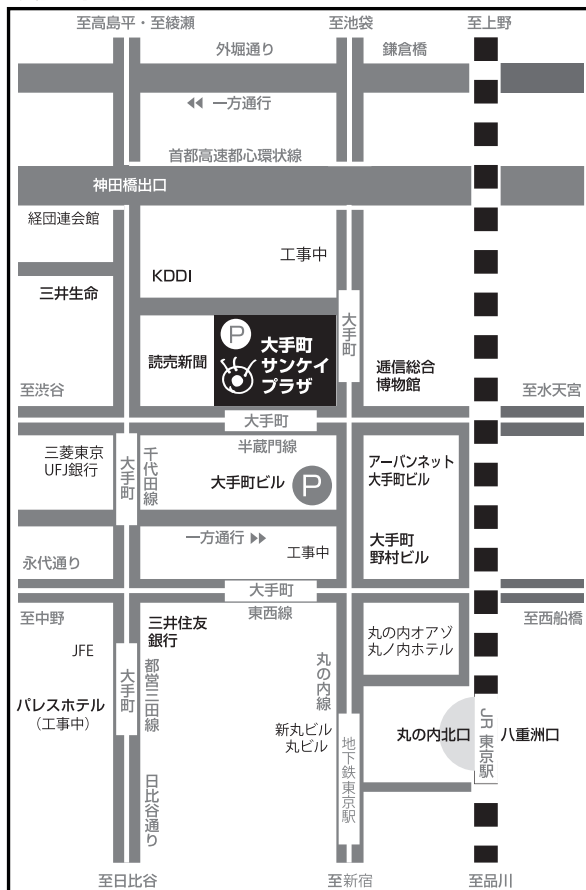 至高島平・至綾瀬
至池袋
至上野
外堀通り
鎌倉橋
一方通行
首都高速都心環状線
神田橋出口
経団連会館
工事中
KDDI
三井生命
大手町
P
大手町
サンケイ
プラザ
読売新聞
逓信総合
博物館
至渋谷
至水天宮
大手町
半蔵門線
三菱東京
UFJ銀行
大手町
千代田線
アーバンネット
大手町ビル
大手町ビル
P
一方通行
工事中
大手町
野村ビル
永代通り
大手町
至中野
東西線
至西船橋
三井住友
銀行
丸の内オアゾ
丸ノ内ホテル
JFE
大手町
都営三田線
丸の内線
パレスホテル
(工事中)
新丸ビル
丸ビル
地下鉄東京駅
丸の内北口
JR東京駅
八重洲口
日比谷通り
至日比谷
至新宿
至品川